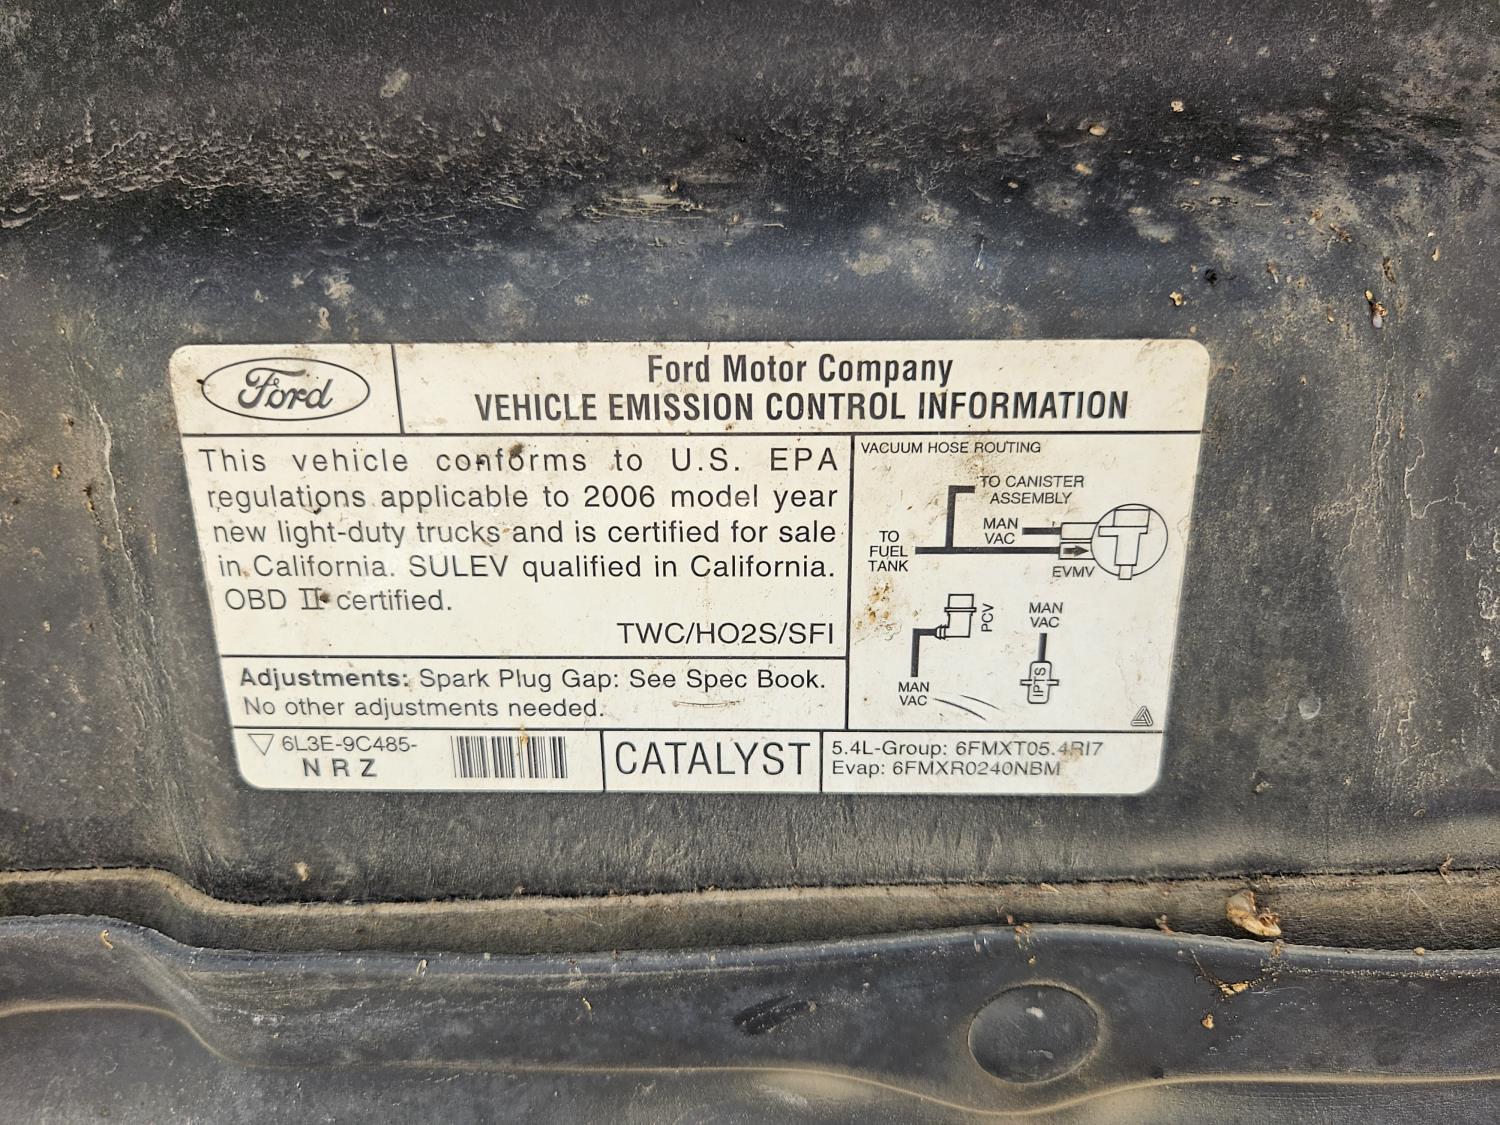 Ford
Ford Motor Company
VEHICLE EMISSION CONTROL INFORMATION
This vehicle conforms to U.S. EPA
regulations applicable to 2006 model year
new light-duty trucks and is certified for sale
in California. SULEV qualified in California.
OBD II certified.
TWC/HO2S/SFI
Adjustments: Spark Plug Gap: See Spec Book.
No other adjustments needed.
VACUUM HOSE ROUTING
TO CANISTER
ASSEMBLY
MAN
VAC
TO
FUEL
TANK
EVMV
PCV
MAN
VAC
MAN
VAC
IPTS
6L3E-9C485-
N R Z
CATALYST
5.4L-Group: 6FMXT05.4RI7
Evap: 6FMXR0240NBM